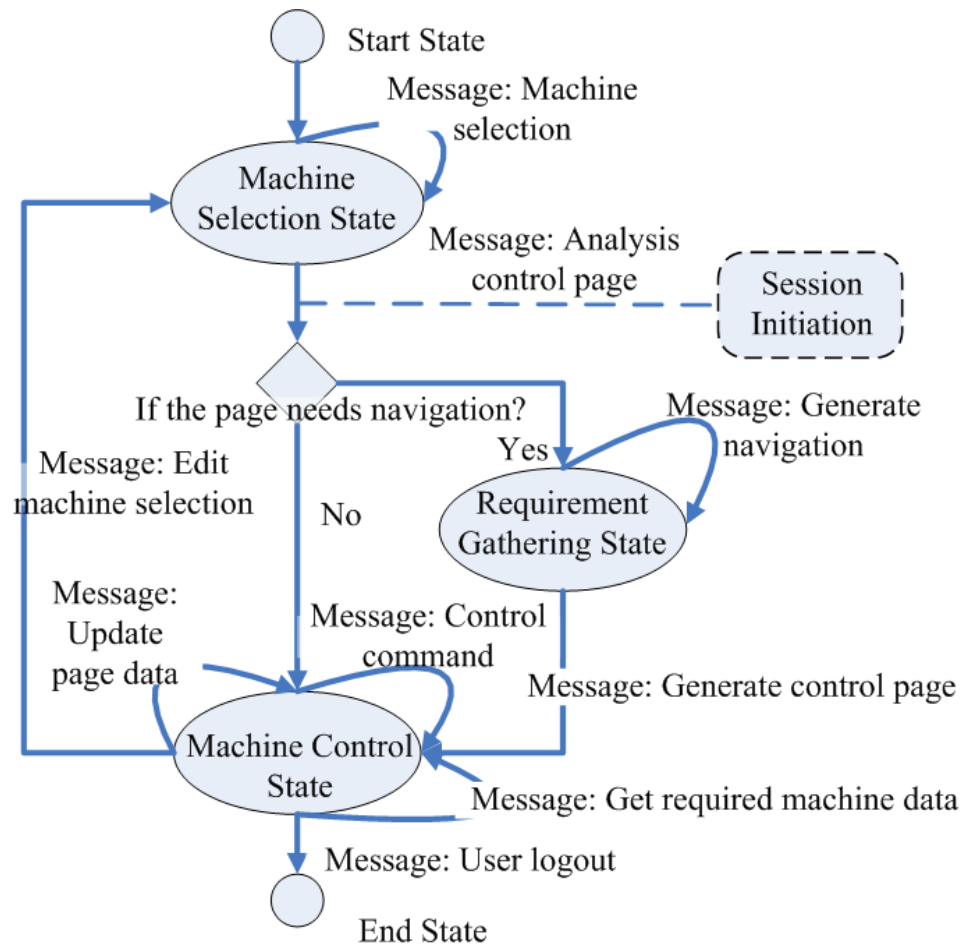 Start State
Message: Machine
selection
Machine
Selection State
Message: Analysis
control page
Session
Initiation
If the page needs navigation?
Message: Generate
navigation
Yes
Message: Edit
machine selection
No
Requirement
Gathering State
Message:
Update
page data
Message: Control
command
Message: Generate control page
Machine Control
State
Message: Get required machine data
Message: User logout
End State